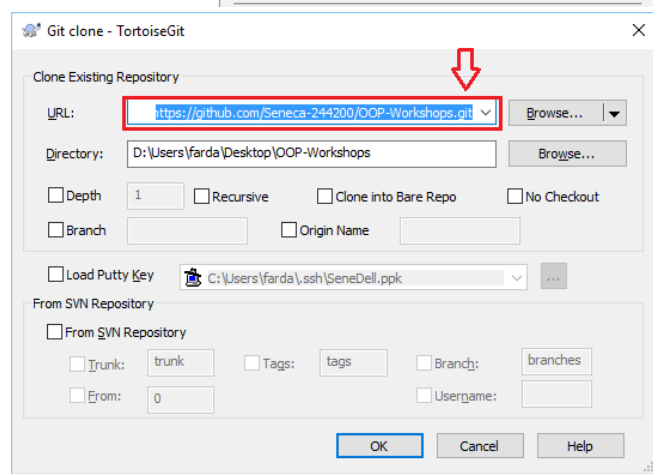 Git clone - TortoiseGit
Clone Existing Repository
URL: https://github.com/Seneca-244200/OOP-Workshops.git Browse...
Directory: D:\Users\farda\Desktop\OOP-Workshops Browse...
Depth 1 Recursive Clone into Bare Repo No Checkout
Branch Origin Name
Load Putty Key C:\Users\farda\.ssh\SeneDell.ppk ...
From SVN Repository
From SVN Repository
Trunk: trunk Tags: tags Branch: branches
From: 0 Username:
OK Cancel Help